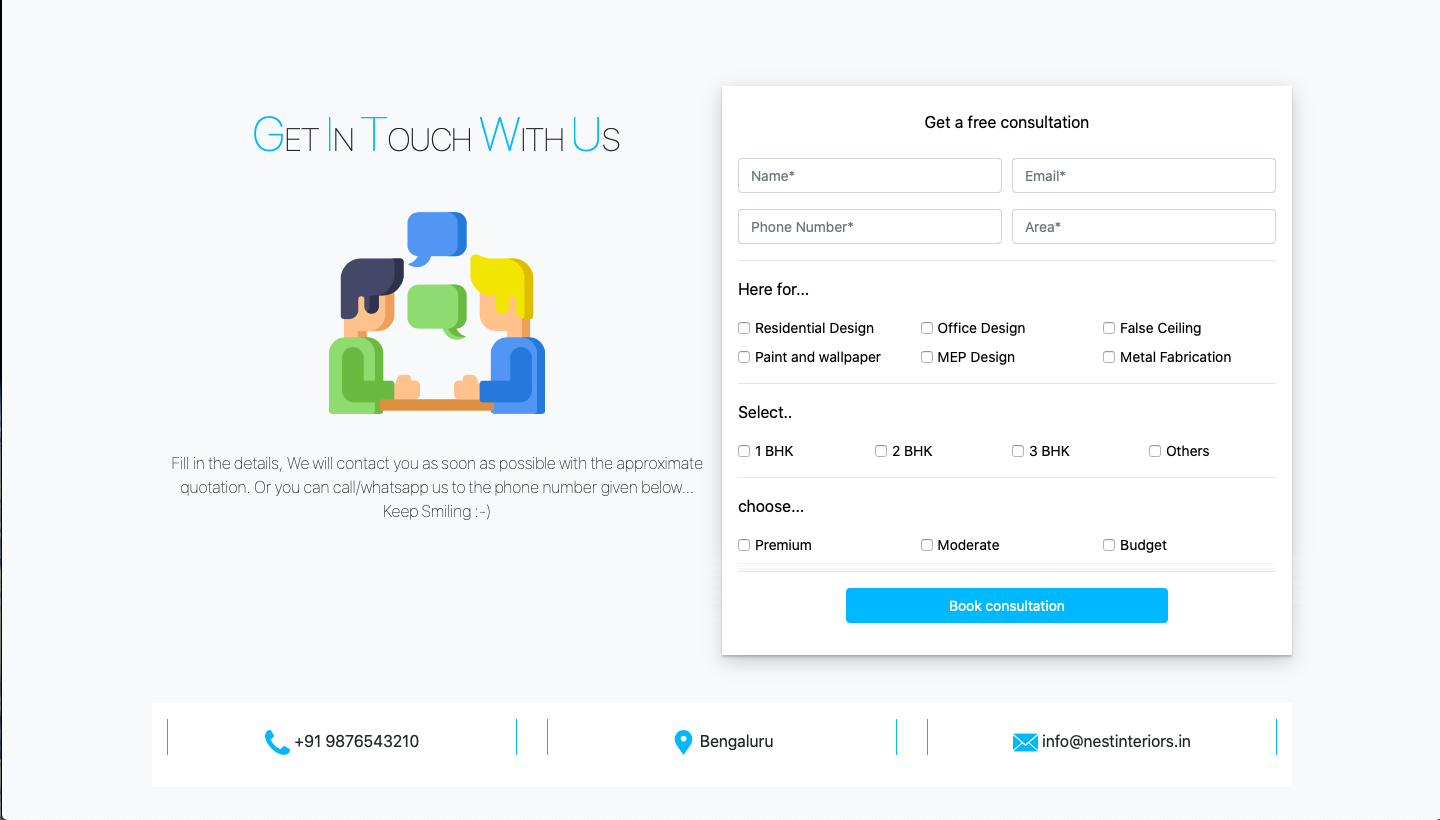 Get In Touch With Us
Fill in the details, We will contact you as soon as possible with the approximate
quotation. Or you can call/whatsapp us to the phone number given below...
Keep Smiling :-)
Get a free consultation
Name* Email*
Phone Number* Area*
Here for...
Residential Design Office Design False Ceiling
Paint and wallpaper MEP Design Metal Fabrication
Select..
1 BHK 2 BHK 3 BHK Others
choose...
Premium Moderate Budget
Book consultation
+91 9876543210 Bengaluru info@nestinteriors.in